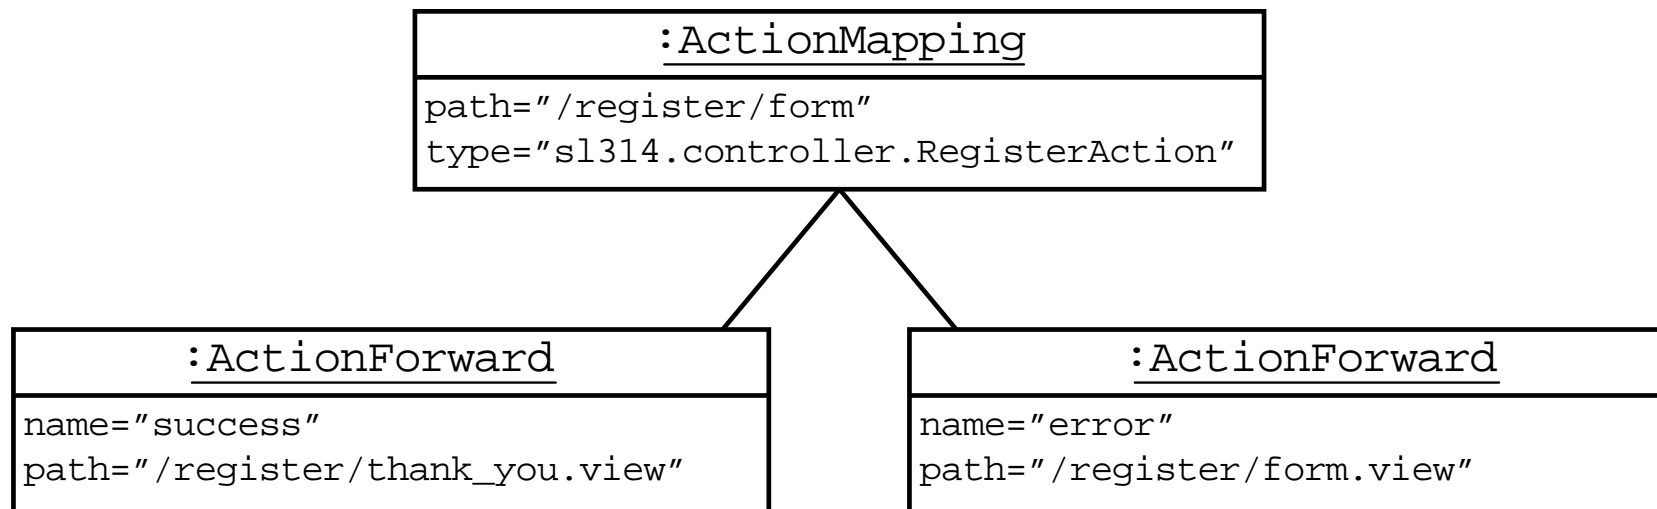 :ActionMapping
path="/register/form"
type="sl314.controller.RegisterAction"
:ActionForward
name="success"
path="/register/thank_you.view"
:ActionForward
name="error"
path="/register/form.view"